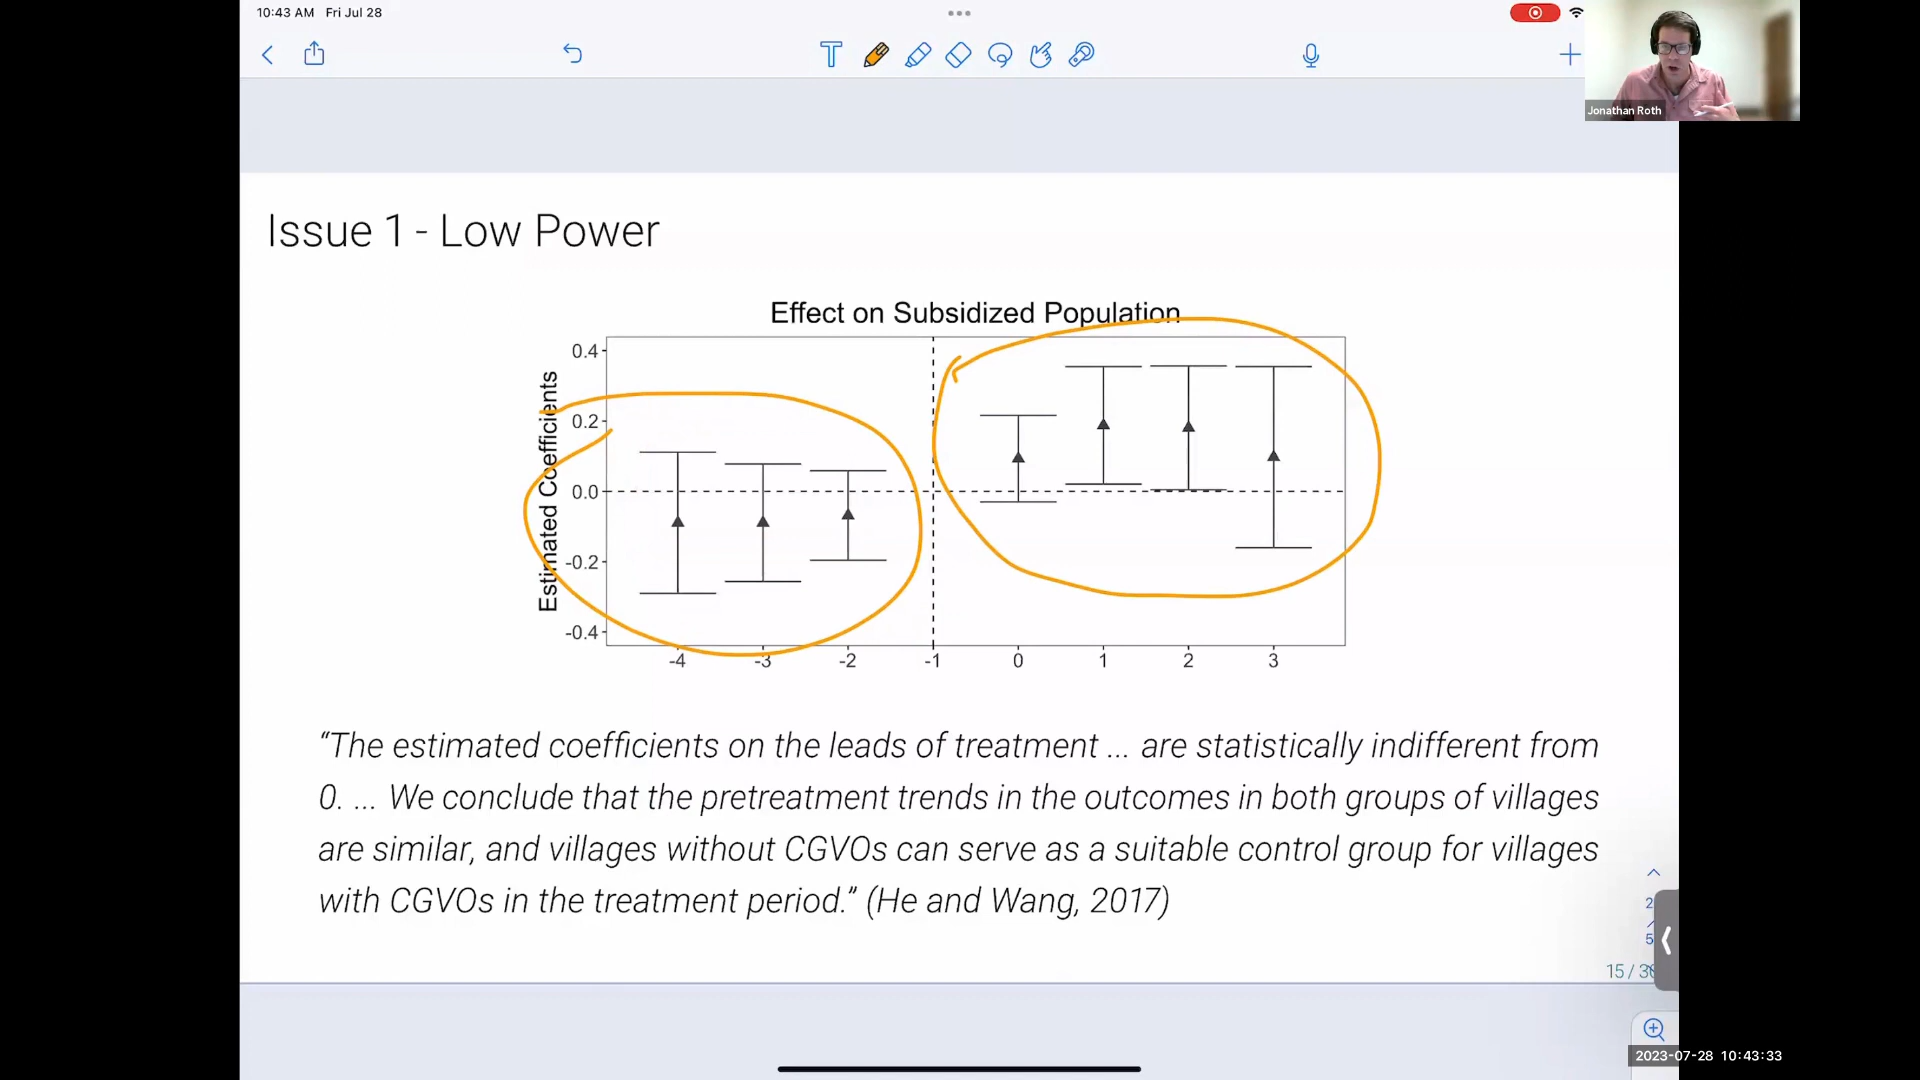 10:43 AM Fri Jul 28
Jonathan Roth
Issue 1 - Low Power
Effect on Subsidized Population
Estimated Coefficients
0.4
0.2
0.0
-0.2
-0.4
-4 -3 -2 -1 0 1 2 3
“The estimated coefficients on the leads of treatment ... are statistically indifferent from
0. ... We conclude that the pretreatment trends in the outcomes in both groups of villages
are similar, and villages without CGVOs can serve as a suitable control group for villages
with CGVOs in the treatment period.” (He and Wang, 2017)
2
5
15 /
2023-07-28 10:43:33